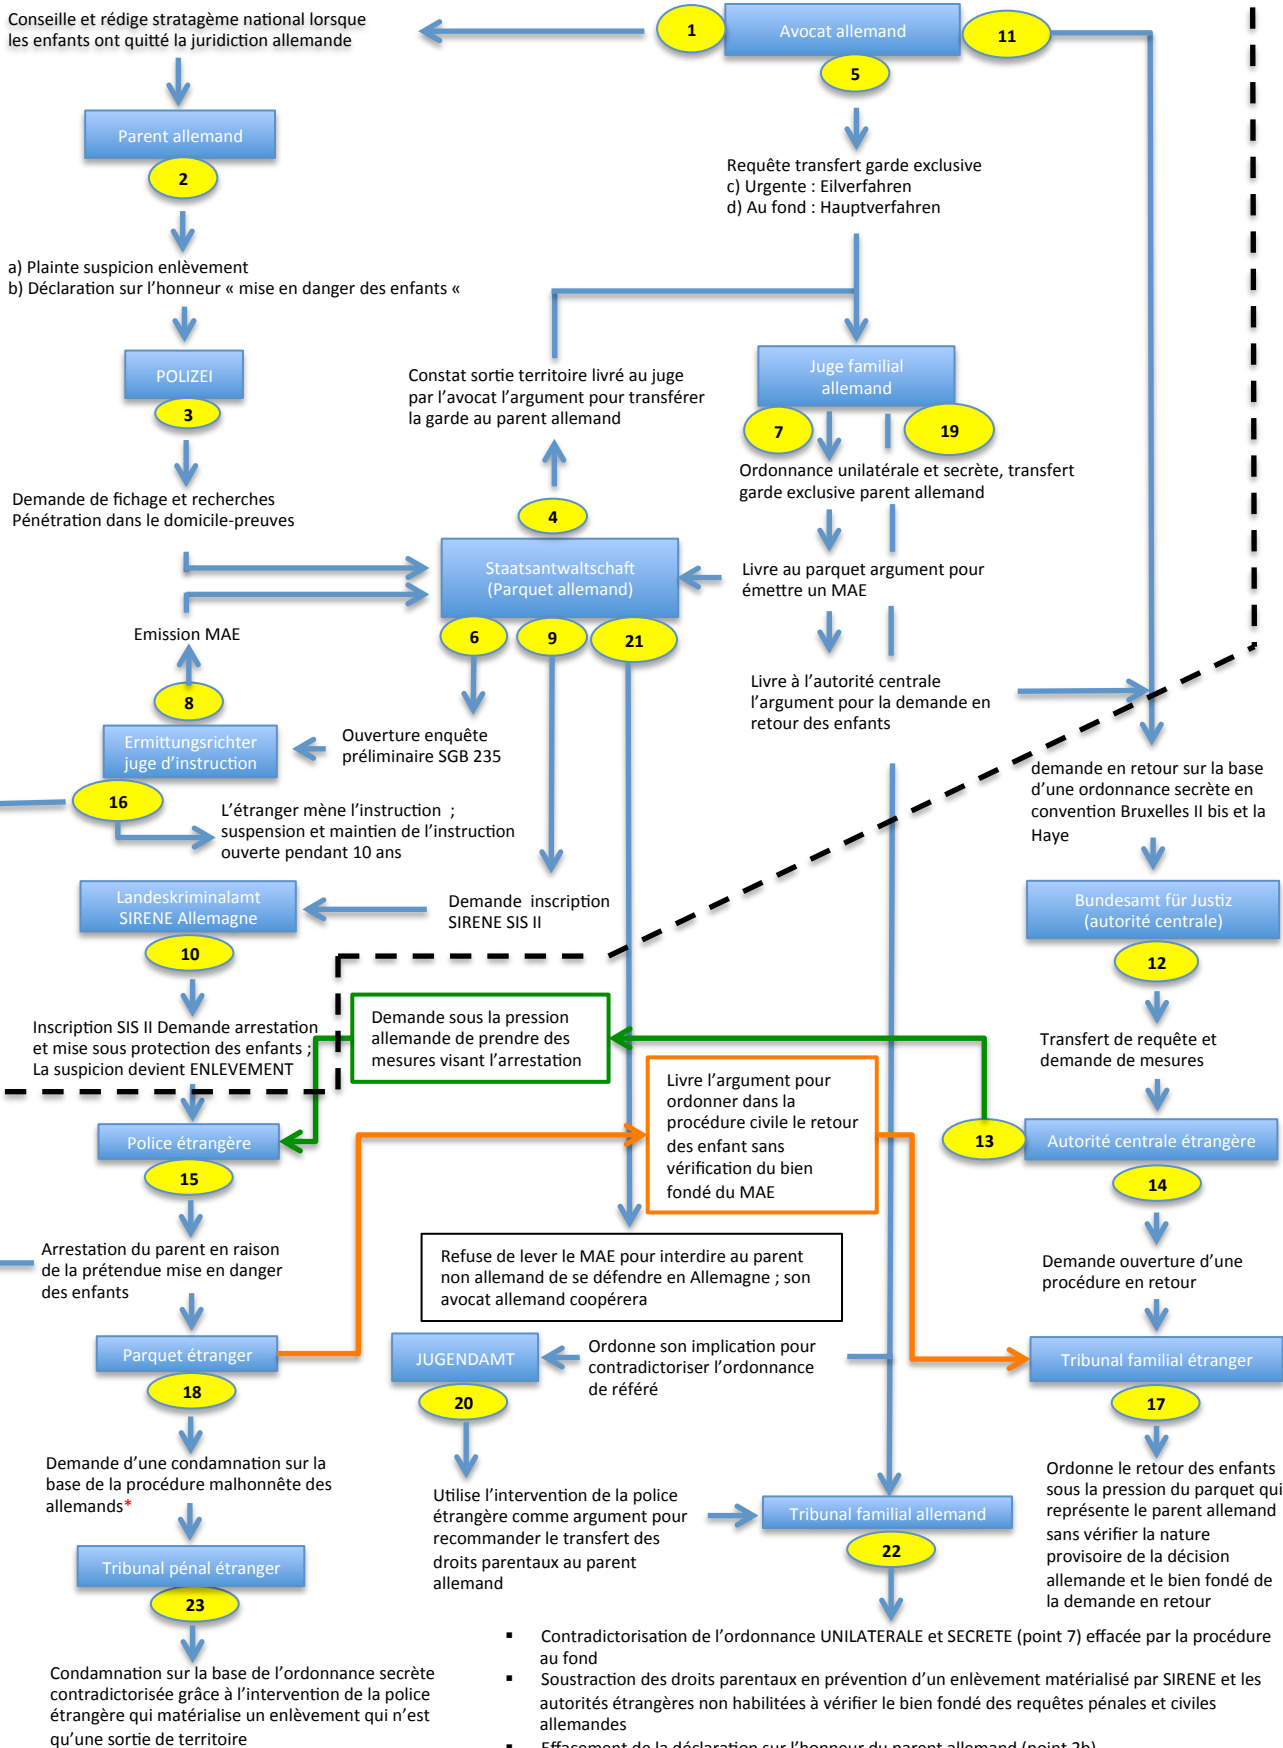 Conseille et rédige stratagème national lorsque
les enfants ont quitté la juridiction allemande
1
Avocat allemand
11
5
Parent allemand
2
Requête transfert garde exclusive
c) Urgente : Eilverfahren
d) Au fond : Hauptverfahren
a) Plainte suspicion enlèvement
b) Déclaration sur l'honneur « mise en danger des enfants «
POLIZEI
3
Constat sortie territoire livré au juge
par l'avocat l'argument pour transférer
la garde au parent allemand
Juge familial
allemand
7
19
Ordonnance unilatérale et secrète, transfert
garde exclusive parent allemand
Demande de fichage et recherches
Pénétration dans le domicile-preuves
4
Staatsantwaltschaft
(Parquet allemand)
Livre au parquet argument pour
émettre un MAE
6
9
21
Emission MAE
8
Ermittungsrichter
juge d'instruction
16
Ouverture enquête
préliminaire SGB 235
Livre à l'autorité centrale
l'argument pour la demande en
retour des enfants
L'étranger mène l'instruction ;
suspension et maintien de l'instruction
ouverte pendant 10 ans
demande en retour sur la base
d'une ordonnance secrète en
convention Bruxelles II bis et la
Haye
Landeskriminalamt
SIRENE Allemagne
10
Demande inscription
SIRENE SIS II
Bundesamt für Justiz
(autorité centrale)
12
Inscription SIS II Demande arrestation
et mise sous protection des enfants ;
La suspicion devient ENLEVEMENT
Demande sous la pression
allemande de prendre des
mesures visant l'arrestation
Transfert de requête et
demande de mesures
Livre l'argument pour
ordonner dans la
procédure civile le retour
des enfant sans
vérification du bien
fondé du MAE
Police étrangère
15
13
Autorité centrale étrangère
14
Arrestation du parent en raison
de la prétendue mise en danger
des enfants
Refuse de lever le MAE pour interdire au parent
non allemand de se défendre en Allemagne ; son
avocat allemand coopérera
Demande ouverture d'une
procédure en retour
Parquet étranger
18
JUGENDAMT
20
Ordonne son implication pour
contradictoriser l'ordonnance
de référé
Tribunal familial étranger
17
Demande d'une condamnation sur la
base de la procédure malhonnête des
allemands*
Utilise l'intervention de la police
étrangère comme argument pour
recommander le transfert des
droits parentaux au parent
allemand
Tribunal familial allemand
22
Ordonne le retour des enfants
sous la pression du parquet qui
représente le parent allemand
sans vérifier la nature
provisoire de la décision
allemande et le bien fondé de
la demande en retour
Tribunal pénal étranger
23
Condamnation sur la base de l'ordonnance secrète
contradictorisée grâce à l'intervention de la police
étrangère qui matérialise un enlèvement qui n'est
qu'une sortie de territoire
▪ Contradictorisation de l'ordonnance UNILATERALE et SECRETE (point 7) effacée par la procédure
au fond
▪ Soustraction des droits parentaux en prévention d'un enlèvement matérialisé par SIRENE et les
autorités étrangères non habilitées à vérifier le bien fondé des requêtes pénales et civiles
allemandes
▪ Effacement de la déclaration sur l'honneur du parent allemand (point 2b)